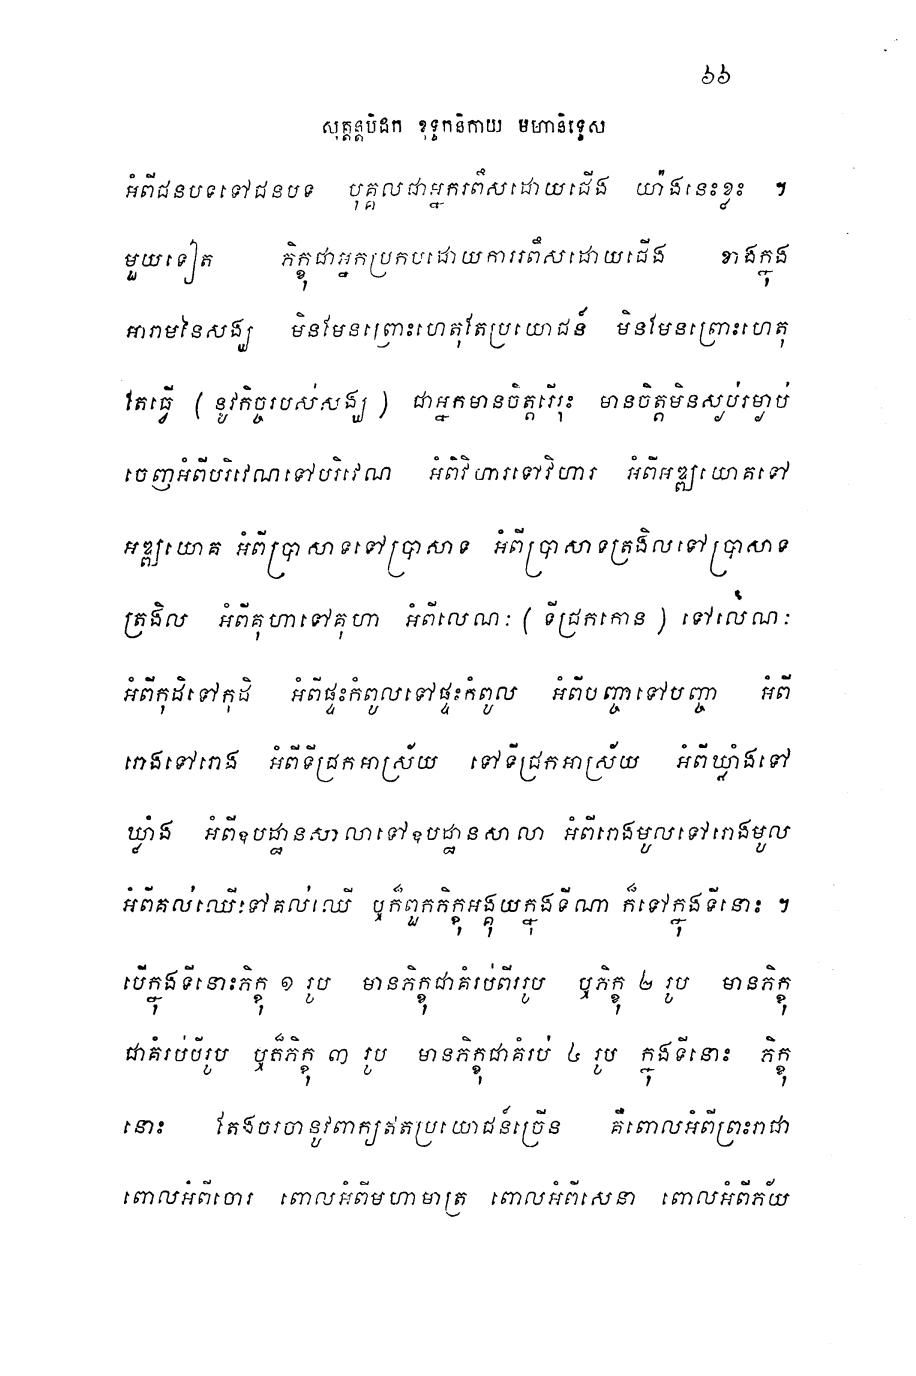 ៦៦
សុត្តន្តបិដក ខុទ្ទកនិកាយ មហានិទ្ទេស
អំពីជនបទទៅជនបទ បុគ្គលជាអ្នករពឹសដោយជើង យ៉ាងនេះខ្លះ ។
មួយទៀត ភិក្ខុជាអ្នកប្រកបដោយការរពឹសដោយជើង ខាងក្នុង
អារាមនៃសង្ឃ មិនមែនព្រោះហេតុតែប្រយោជន៍ មិនមែនព្រោះហេតុ
តែធ្វើ ( នូវកិច្ចរបស់សង្ឃ ) ជាអ្នកមានចិត្តរើរុះ មានចិត្តមិនស្ងប់រម្ងាប់
ចេញអំពីបរិវេណទៅបរិវេណ អំពីវិហារទៅវិហារ អំពីអឌ្ឍយោគទៅ
អឌ្ឍយោគ អំពីប្រាសាទទៅប្រាសាទ អំពីប្រាសាទត្រងិលទៅប្រាសាទ
ត្រងិល អំពីគុហាទៅគុហា អំពីលេណៈ ( ទីជ្រកកោន ) ទៅលេណៈ
អំពីកុដិទៅកុដិ អំពីផ្ទះកំពូលទៅផ្ទះកំពូល អំពីបញ្ចាទៅបញ្ចា អំពី
រោងទៅរោង អំពីទីជ្រកអាស្រ័យ ទៅទីជ្រកអាស្រ័យ អំពីឃ្លាំងទៅ
ឃ្លាំង អំពីឧបដ្ឋានសាលាទៅឧបដ្ឋានសាលា អំពីរោងមូលទៅរោងមូល
អំពីគល់ឈើទៅគល់ឈើ ឬក៏ពួកភិក្ខុអង្គុយក្នុងទីណា ក៏ទៅក្នុងទីនោះ ។
បើក្នុងទីនោះភិក្ខុ ១ រូប មានភិក្ខុជាគំរប់ពីររូប ឬភិក្ខុ ២ រូប មានភិក្ខុ
ជាគំរប់បីរូប ឬក៏ភិក្ខុ ៣ រូប មានភិក្ខុជាគំរប់ ៤ រូប ក្នុងទីនោះ ភិក្ខុ
នោះ តែងចរចានូវពាក្យឥតប្រយោជន៍ច្រើន គឺពោលអំពីព្រះរាជា
ពោលអំពីចោរ ពោលអំពីមហាមាត្រ ពោលអំពីសេនា ពោលអំពីភ័យ